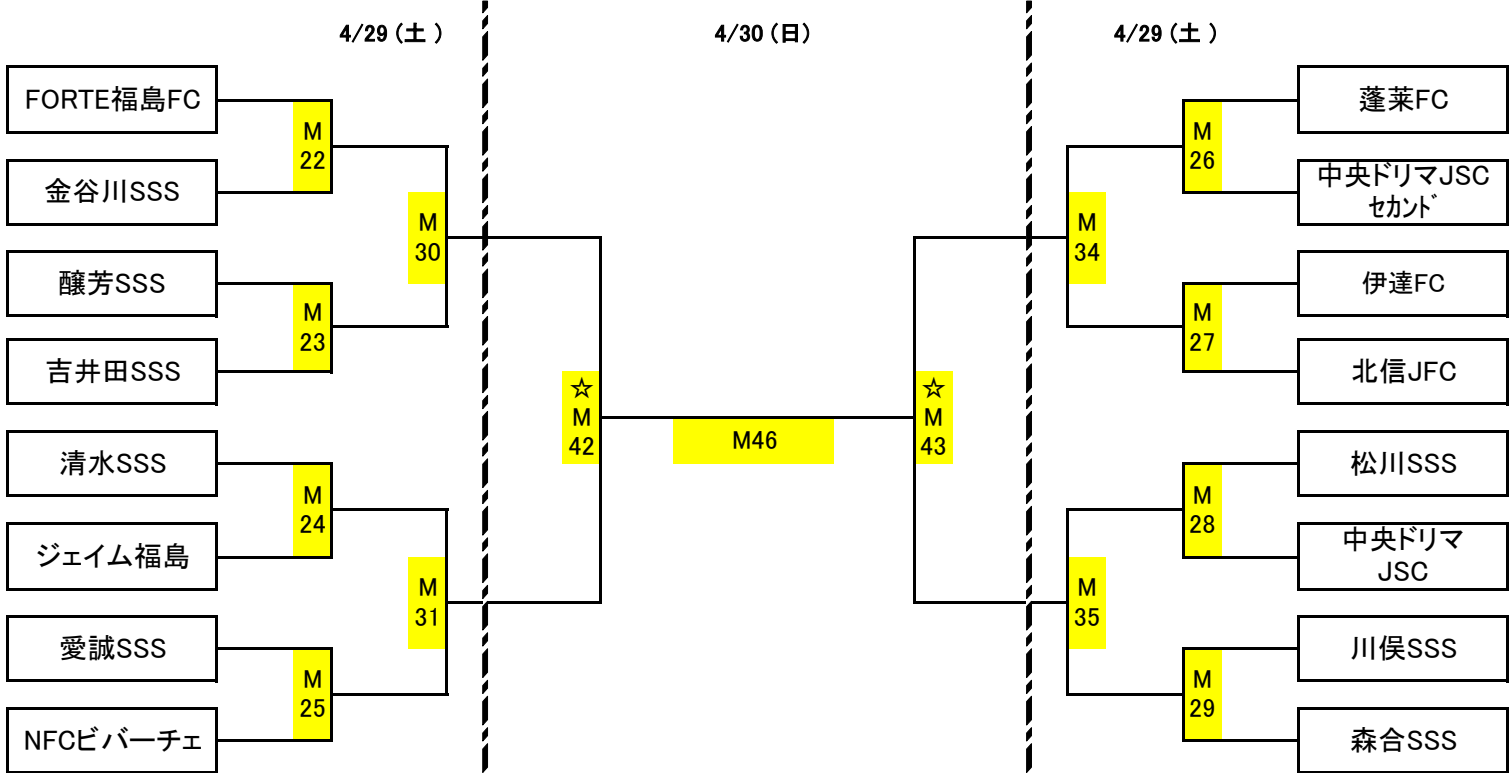 4/29 (土 )
4/30 (日)
4/29 (土 )
FORTE福島FC
金谷川SSS
醸芳SSS
吉井田SSS
清水SSS
ジェイム福島
愛誠SSS
NFCビバーチェ
M
22
M
23
M
24
M
25
M
30
M
31
☆
M
42
M46
☆
M
43
M
34
M
35
M
26
M
27
M
28
M
29
蓬莱FC
中央ドリマJSC
セカンド
伊達FC
北信JFC
松川SSS
中央ドリマ
JSC
川俣SSS
森合SSS